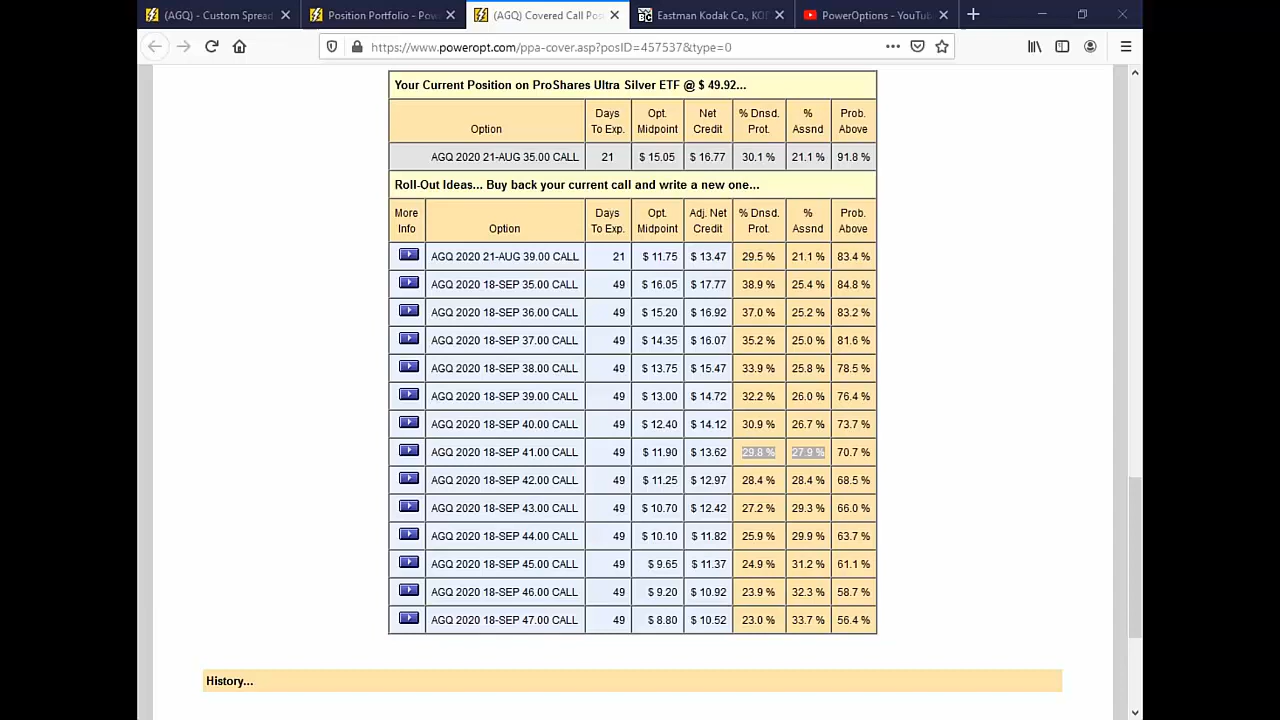 (AGQ) - Custom Spread
Position Portfolio - Pow
(AGQ) Covered Call Pos
Eastman Kodak Co., KO
PowerOptions - YouTube
https://www.poweropt.com/ppa-cover.asp?posID=457537&type=0
Your Current Position on ProShares Ultra Silver ETF @ $ 49.92...
Option Days To Exp. Opt. Midpoint Net Credit % Dnsd. Prot. % Assnd Prob. Above
AGQ 2020 21-AUG 35.00 CALL 21 $ 15.05 $ 16.77 30.1 % 21.1 % 91.8 %
Roll-Out Ideas... Buy back your current call and write a new one...
More Info Option Days To Exp. Opt. Midpoint Adj. Net Credit % Dnsd. Prot. % Assnd Prob. Above
AGQ 2020 21-AUG 39.00 CALL 21 $ 11.75 $ 13.47 29.5 % 21.1 % 83.4 %
AGQ 2020 18-SEP 35.00 CALL 49 $ 16.05 $ 17.77 38.9 % 25.4 % 84.8 %
AGQ 2020 18-SEP 36.00 CALL 49 $ 15.20 $ 16.92 37.0 % 25.2 % 83.2 %
AGQ 2020 18-SEP 37.00 CALL 49 $ 14.35 $ 16.07 35.2 % 25.0 % 81.6 %
AGQ 2020 18-SEP 38.00 CALL 49 $ 13.75 $ 15.47 33.9 % 25.8 % 78.5 %
AGQ 2020 18-SEP 39.00 CALL 49 $ 13.00 $ 14.72 32.2 % 26.0 % 76.4 %
AGQ 2020 18-SEP 40.00 CALL 49 $ 12.40 $ 14.12 30.9 % 26.7 % 73.7 %
AGQ 2020 18-SEP 41.00 CALL 49 $ 11.90 $ 13.62 29.8 % 27.9 % 70.7 %
AGQ 2020 18-SEP 42.00 CALL 49 $ 11.25 $ 12.97 28.4 % 28.4 % 68.5 %
AGQ 2020 18-SEP 43.00 CALL 49 $ 10.70 $ 12.42 27.2 % 29.3 % 66.0 %
AGQ 2020 18-SEP 44.00 CALL 49 $ 10.10 $ 11.82 25.9 % 29.9 % 63.7 %
AGQ 2020 18-SEP 45.00 CALL 49 $ 9.65 $ 11.37 24.9 % 31.2 % 61.1 %
AGQ 2020 18-SEP 46.00 CALL 49 $ 9.20 $ 10.92 23.9 % 32.3 % 58.7 %
AGQ 2020 18-SEP 47.00 CALL 49 $ 8.80 $ 10.52 23.0 % 33.7 % 56.4 %
History...